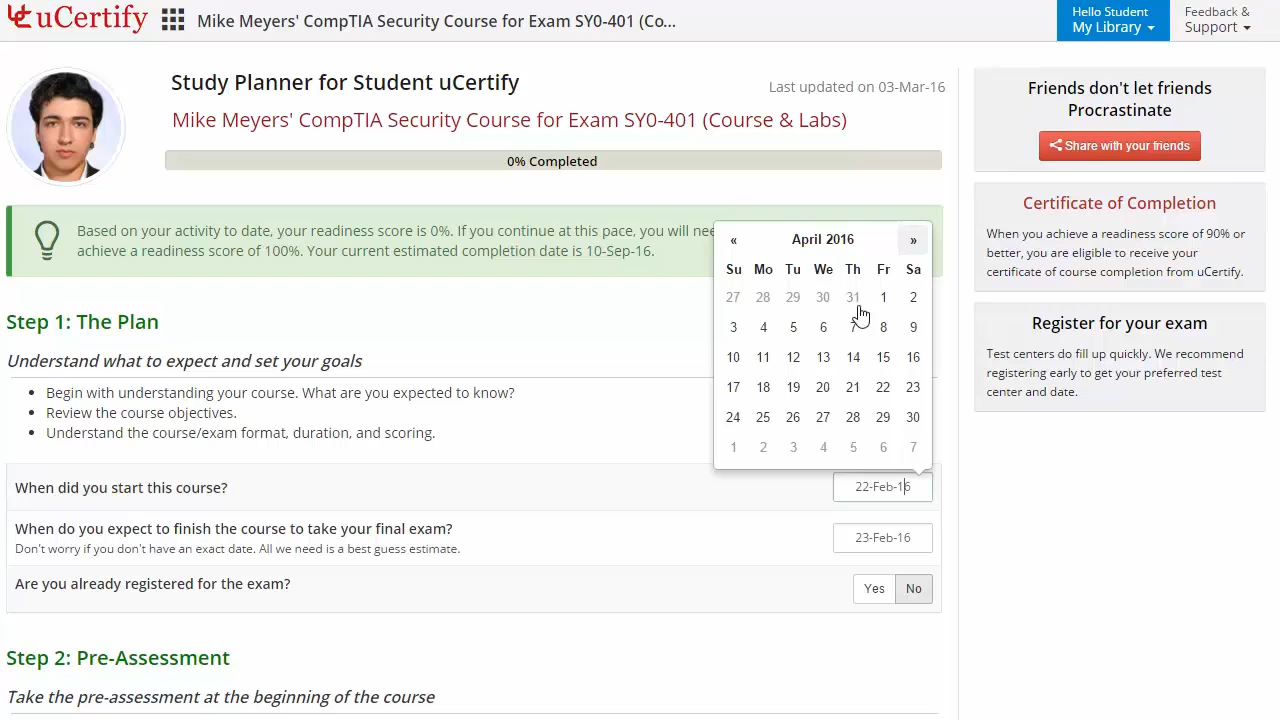 uCertify
Mike Meyers' CompTIA Security Course for Exam SY0-401 (Co...
Hello Student
My Library
Feedback &
Support
Study Planner for Student uCertify
Last updated on 03-Mar-16
Mike Meyers' CompTIA Security Course for Exam SY0-401 (Course & Labs)
0% Completed
Based on your activity to date, your readiness score is 0%. If you continue at this pace, you will
achieve a readiness score of 100%. Your current estimated completion date is 10-Sep-16.
« April 2016 »
Su Mo Tu We Th Fr Sa
27 28 29 30 31 1 2
3 4 5 6 7 8 9
10 11 12 13 14 15 16
17 18 19 20 21 22 23
24 25 26 27 28 29 30
1 2 3 4 5 6 7
Step 1: The Plan
Understand what to expect and set your goals
• Begin with understanding your course. What are you expected to know?
• Review the course objectives.
• Understand the course/exam format, duration, and scoring.
When did you start this course?
22-Feb-16
When do you expect to finish the course to take your final exam?
Don't worry if you don't have an exact date. All we need is a best guess estimate.
23-Feb-16
Are you already registered for the exam?
Yes No
Step 2: Pre-Assessment
Take the pre-assessment at the beginning of the course
Friends don't let friends
Procrastinate
Share with your friends
Certificate of Completion
When you achieve a readiness score of 90% or
better, you are eligible to receive your
certificate of course completion from uCertify.
Register for your exam
Test centers do fill up quickly. We recommend
registering early to get your preferred test
center and date.